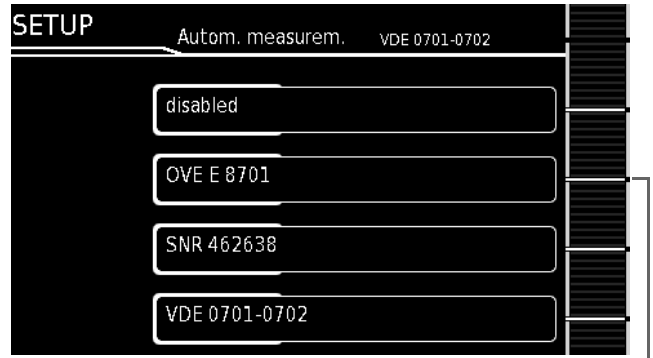 SETUP
Autom. measurem. VDE 0701-0702
disabled
OVE E 8701
SNR 462638
VDE 0701-0702